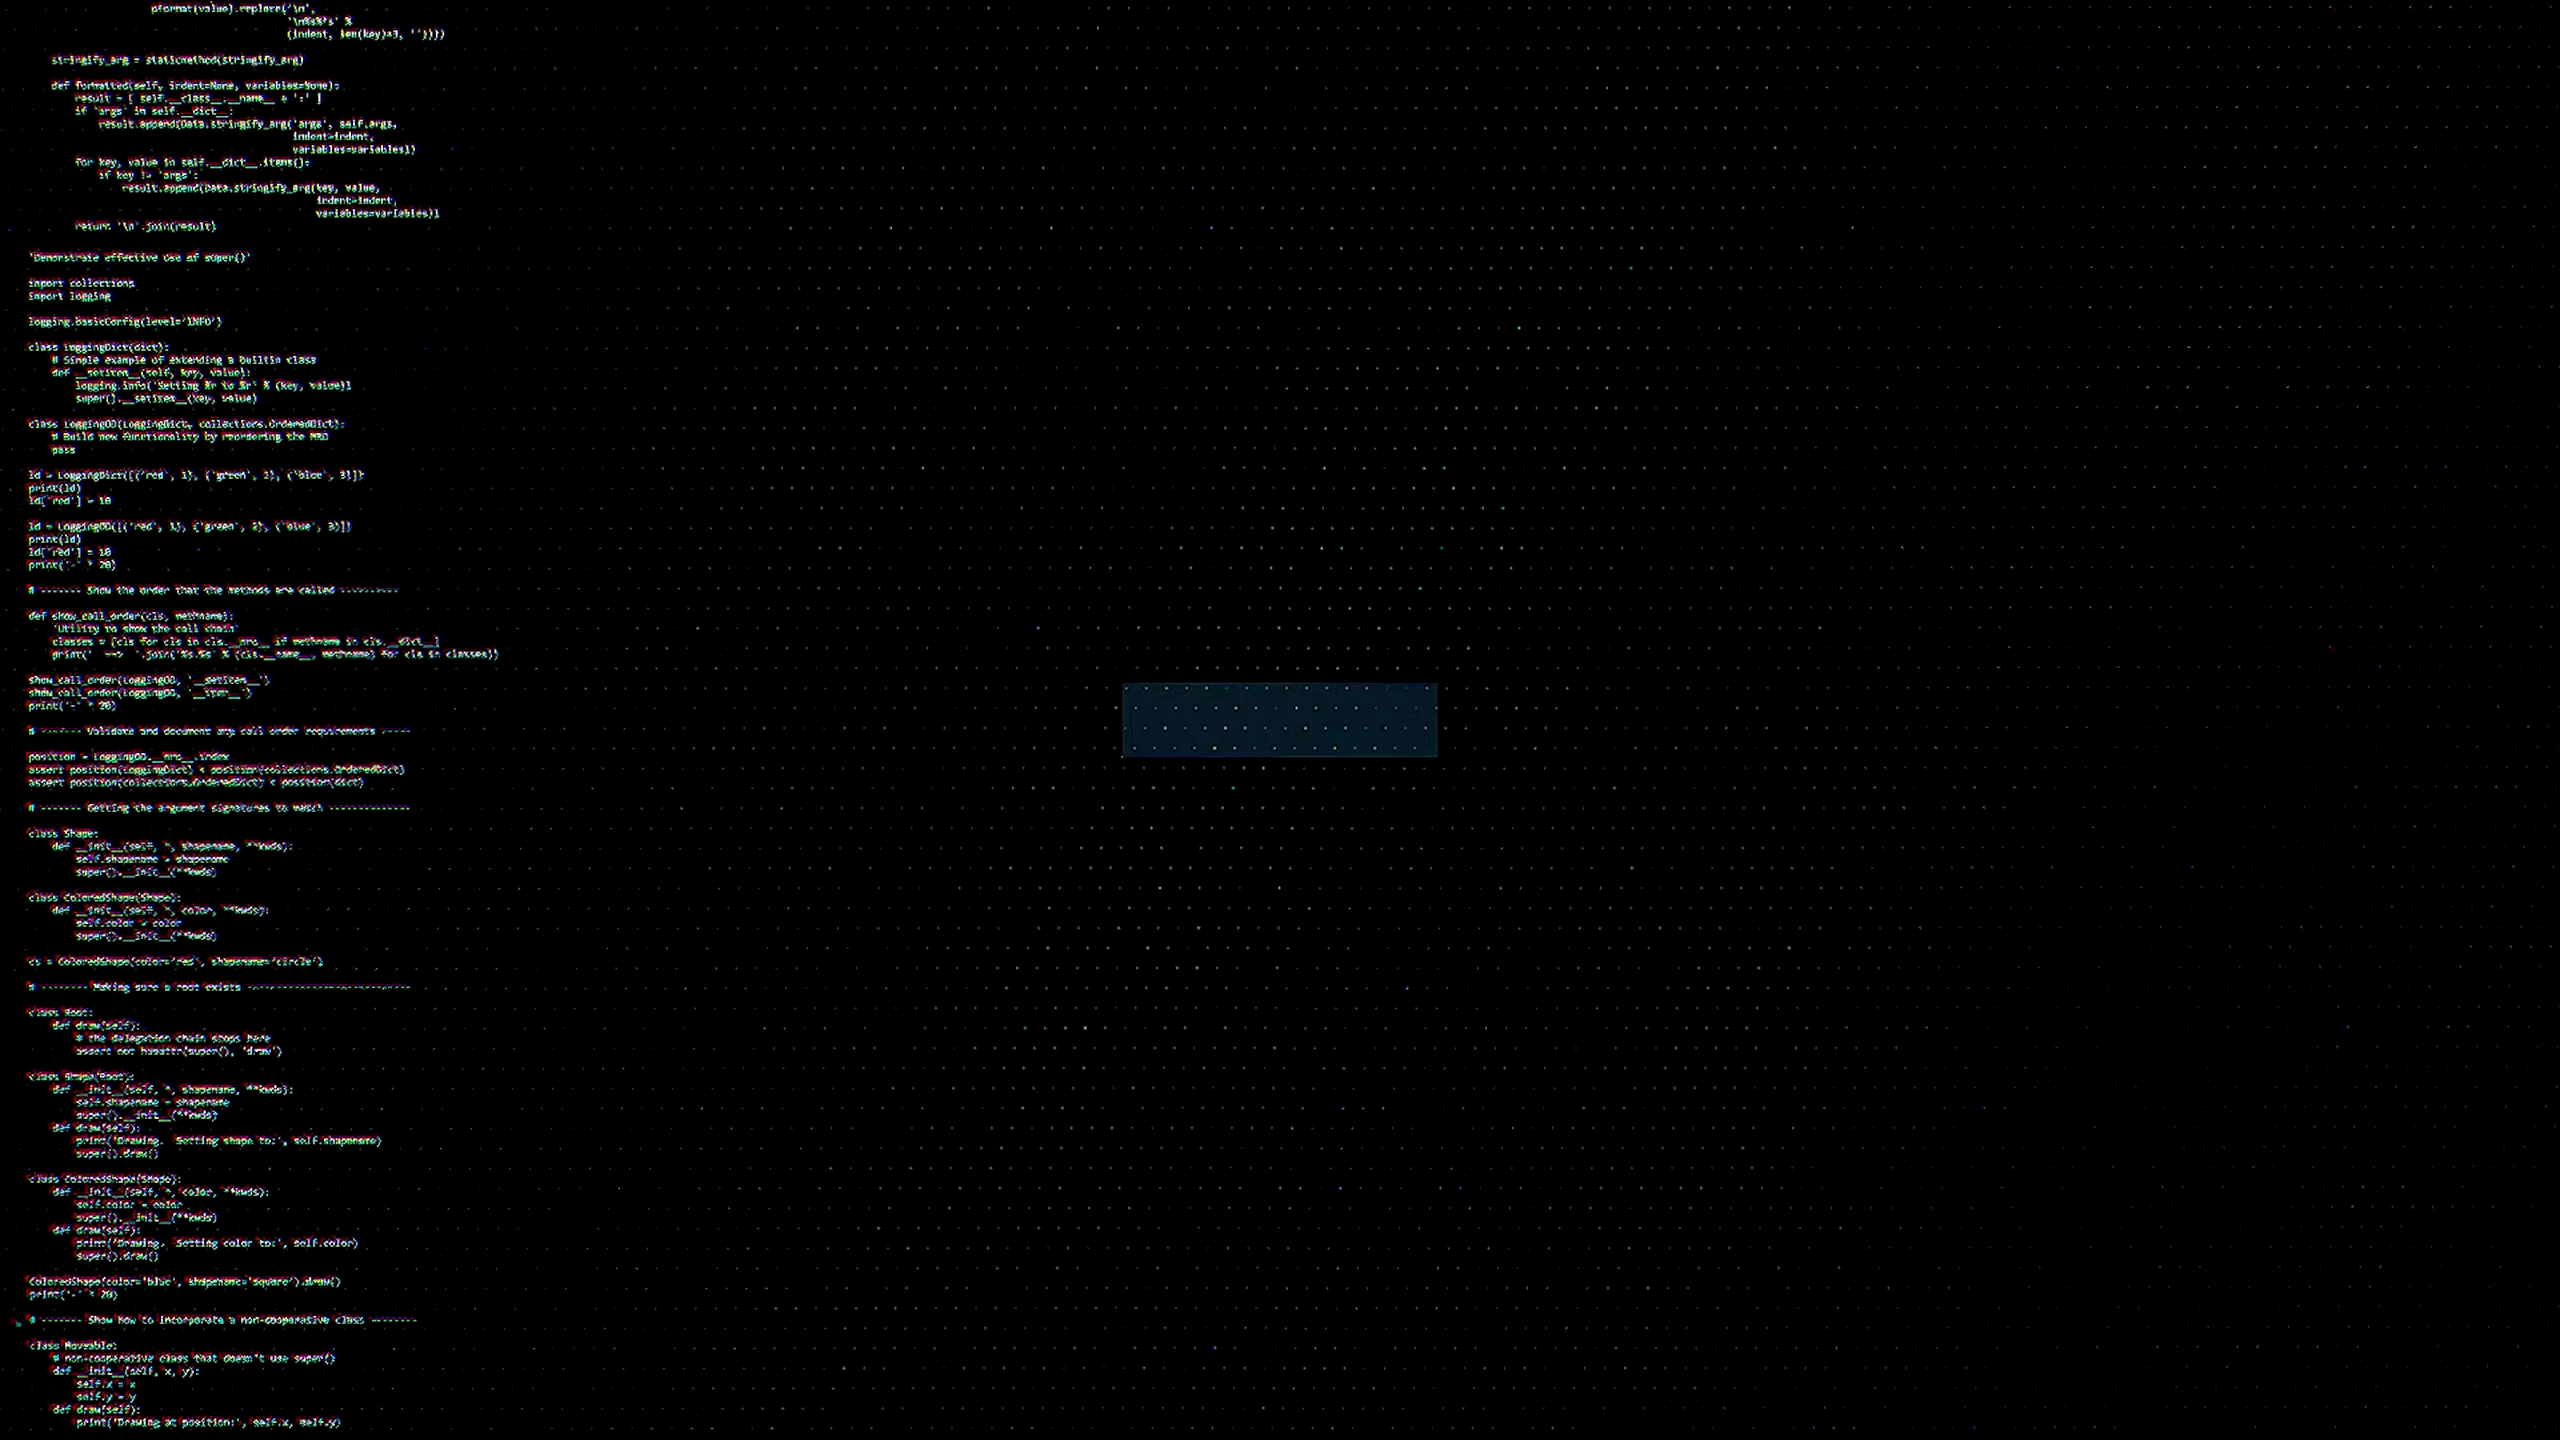 pformat(value).replace('\n',
'\n%s%s' %
(indent, len(key)+3, ''))))
stringify_arg = staticmethod(stringify_arg)
def formatted(self, indent=None, variables=None):
result = [ self.__class__.__name__ + ':' ]
if 'args' in self.__dict__:
result.append(Data.stringify_arg('args', self.args,
indent=indent,
variables=variables))
for key, value in self.__dict__.items():
if key != 'args':
result.append(Data.stringify_arg(key, value,
indent=indent,
variables=variables))
return '\n'.join(result)
'Demonstrate effective use of super()'
import collections
import logging
logging.basicConfig(level='INFO')
class LoggingDict(dict):
# Simple example of extending a builtin class
def __setitem__(self, key, value):
logging.info('Setting %r to %r' % (key, value))
super().__setitem__(key, value)
class LoggingOD(LoggingDict, collections.OrderedDict):
# Build new functionality by reordering the MRO
pass
ld = LoggingDict([('red', 1), ('green', 2), ('blue', 3)])
print(ld)
ld['red'] = 10
ld = LoggingOD([('red', 1), ('green', 2), ('blue', 3)])
print(ld)
ld['red'] = 10
print('-' * 20)
# ------- Show the order that the methods are called ----------
def show_call_order(cls, methname):
'Utility to show the call chain'
classes = [cls for cls in cls.__mro__ if methname in cls.__dict__]
print('  ==>  '.join('%s.%s' % (cls.__name__, methname) for cls in classes))
show_call_order(LoggingOD, '__setitem__')
show_call_order(LoggingOD, '__iter__')
print('-' * 20)
# ------- Validate and document any call order requirements -----
position = LoggingOD.__mro__.index
assert position(LoggingDict) < position(collections.OrderedDict)
assert position(collections.OrderedDict) < position(dict)
# ------- Getting the argument signatures to match --------------
class Shape:
def __init__(self, *, shapename, **kwds):
self.shapename = shapename
super().__init__(**kwds)
class ColoredShape(Shape):
def __init__(self, *, color, **kwds):
self.color = color
super().__init__(**kwds)
cs = ColoredShape(color='red', shapename='circle')
# -------- Making sure a root exists ----------------------------
class Root:
def draw(self):
# the delegation chain stops here
assert not hasattr(super(), 'draw')
class Shape(Root):
def __init__(self, *, shapename, **kwds):
self.shapename = shapename
super().__init__(**kwds)
def draw(self):
print('Drawing.  Setting shape to:', self.shapename)
super().draw()
class ColoredShape(Shape):
def __init__(self, *, color, **kwds):
self.color = color
super().__init__(**kwds)
def draw(self):
print('Drawing.  Setting color to:', self.color)
super().draw()
ColoredShape(color='blue', shapename='square').draw()
print('-' * 20)
# ------- Show how to incorporate a non-cooperative class --------
class Moveable:
# non-cooperative class that doesn't use super()
def __init__(self, x, y):
self.x = x
self.y = y
def draw(self):
print('Drawing at position:', self.x, self.y)